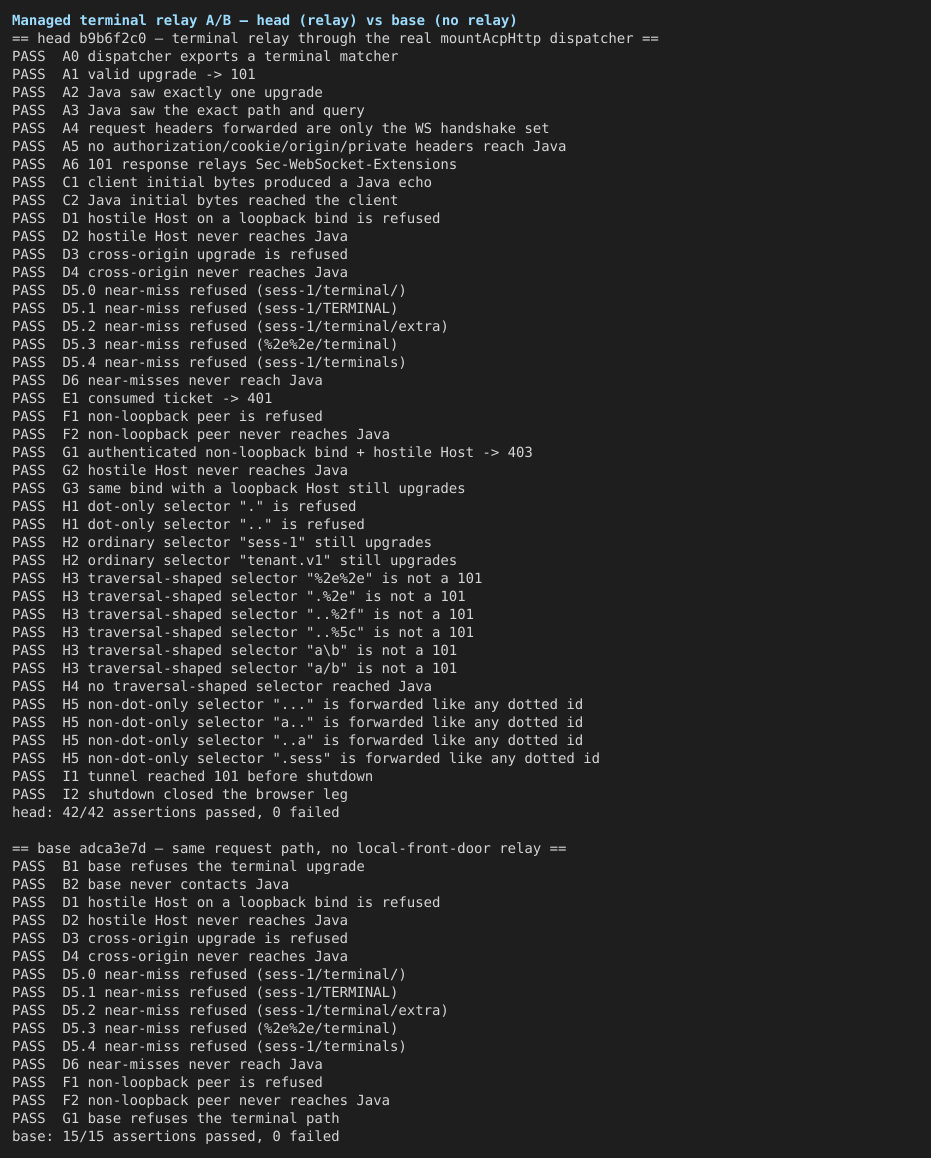 Managed terminal relay A/B — head (relay) vs base (no relay)
== head b9b6f2c0 — terminal relay through the real mountAcpHttp dispatcher ==
PASS  A0 dispatcher exports a terminal matcher
PASS  A1 valid upgrade -> 101
PASS  A2 Java saw exactly one upgrade
PASS  A3 Java saw the exact path and query
PASS  A4 request headers forwarded are only the WS handshake set
PASS  A5 no authorization/cookie/origin/private headers reach Java
PASS  A6 101 response relays Sec-WebSocket-Extensions
PASS  C1 client initial bytes produced a Java echo
PASS  C2 Java initial bytes reached the client
PASS  D1 hostile Host on a loopback bind is refused
PASS  D2 hostile Host never reaches Java
PASS  D3 cross-origin upgrade is refused
PASS  D4 cross-origin never reaches Java
PASS  D5.0 near-miss refused (sess-1/terminal/)
PASS  D5.1 near-miss refused (sess-1/TERMINAL)
PASS  D5.2 near-miss refused (sess-1/terminal/extra)
PASS  D5.3 near-miss refused (%2e%2e/terminal)
PASS  D5.4 near-miss refused (sess-1/terminals)
PASS  D6 near-misses never reach Java
PASS  E1 consumed ticket -> 401
PASS  F1 non-loopback peer is refused
PASS  F2 non-loopback peer never reaches Java
PASS  G1 authenticated non-loopback bind + hostile Host -> 403
PASS  G2 hostile Host never reaches Java
PASS  G3 same bind with a loopback Host still upgrades
PASS  H1 dot-only selector "." is refused
PASS  H1 dot-only selector ".." is refused
PASS  H2 ordinary selector "sess-1" still upgrades
PASS  H2 ordinary selector "tenant.v1" still upgrades
PASS  H3 traversal-shaped selector "%2e%2e" is not a 101
PASS  H3 traversal-shaped selector ".%2e" is not a 101
PASS  H3 traversal-shaped selector "..%2f" is not a 101
PASS  H3 traversal-shaped selector "..%5c" is not a 101
PASS  H3 traversal-shaped selector "a\b" is not a 101
PASS  H3 traversal-shaped selector "a/b" is not a 101
PASS  H4 no traversal-shaped selector reached Java
PASS  H5 non-dot-only selector "..." is forwarded like any dotted id
PASS  H5 non-dot-only selector "a.." is forwarded like any dotted id
PASS  H5 non-dot-only selector "..a" is forwarded like any dotted id
PASS  H5 non-dot-only selector ".sess" is forwarded like any dotted id
PASS  I1 tunnel reached 101 before shutdown
PASS  I2 shutdown closed the browser leg
head: 42/42 assertions passed, 0 failed
== base adca3e7d — same request path, no local-front-door relay ==
PASS  B1 base refuses the terminal upgrade
PASS  B2 base never contacts Java
PASS  D1 hostile Host on a loopback bind is refused
PASS  D2 hostile Host never reaches Java
PASS  D3 cross-origin upgrade is refused
PASS  D4 cross-origin never reaches Java
PASS  D5.0 near-miss refused (sess-1/terminal/)
PASS  D5.1 near-miss refused (sess-1/TERMINAL)
PASS  D5.2 near-miss refused (sess-1/terminal/extra)
PASS  D5.3 near-miss refused (%2e%2e/terminal)
PASS  D5.4 near-miss refused (sess-1/terminals)
PASS  D6 near-misses never reach Java
PASS  F1 non-loopback peer is refused
PASS  F2 non-loopback peer never reaches Java
PASS  G1 base refuses the terminal path
base: 15/15 assertions passed, 0 failed